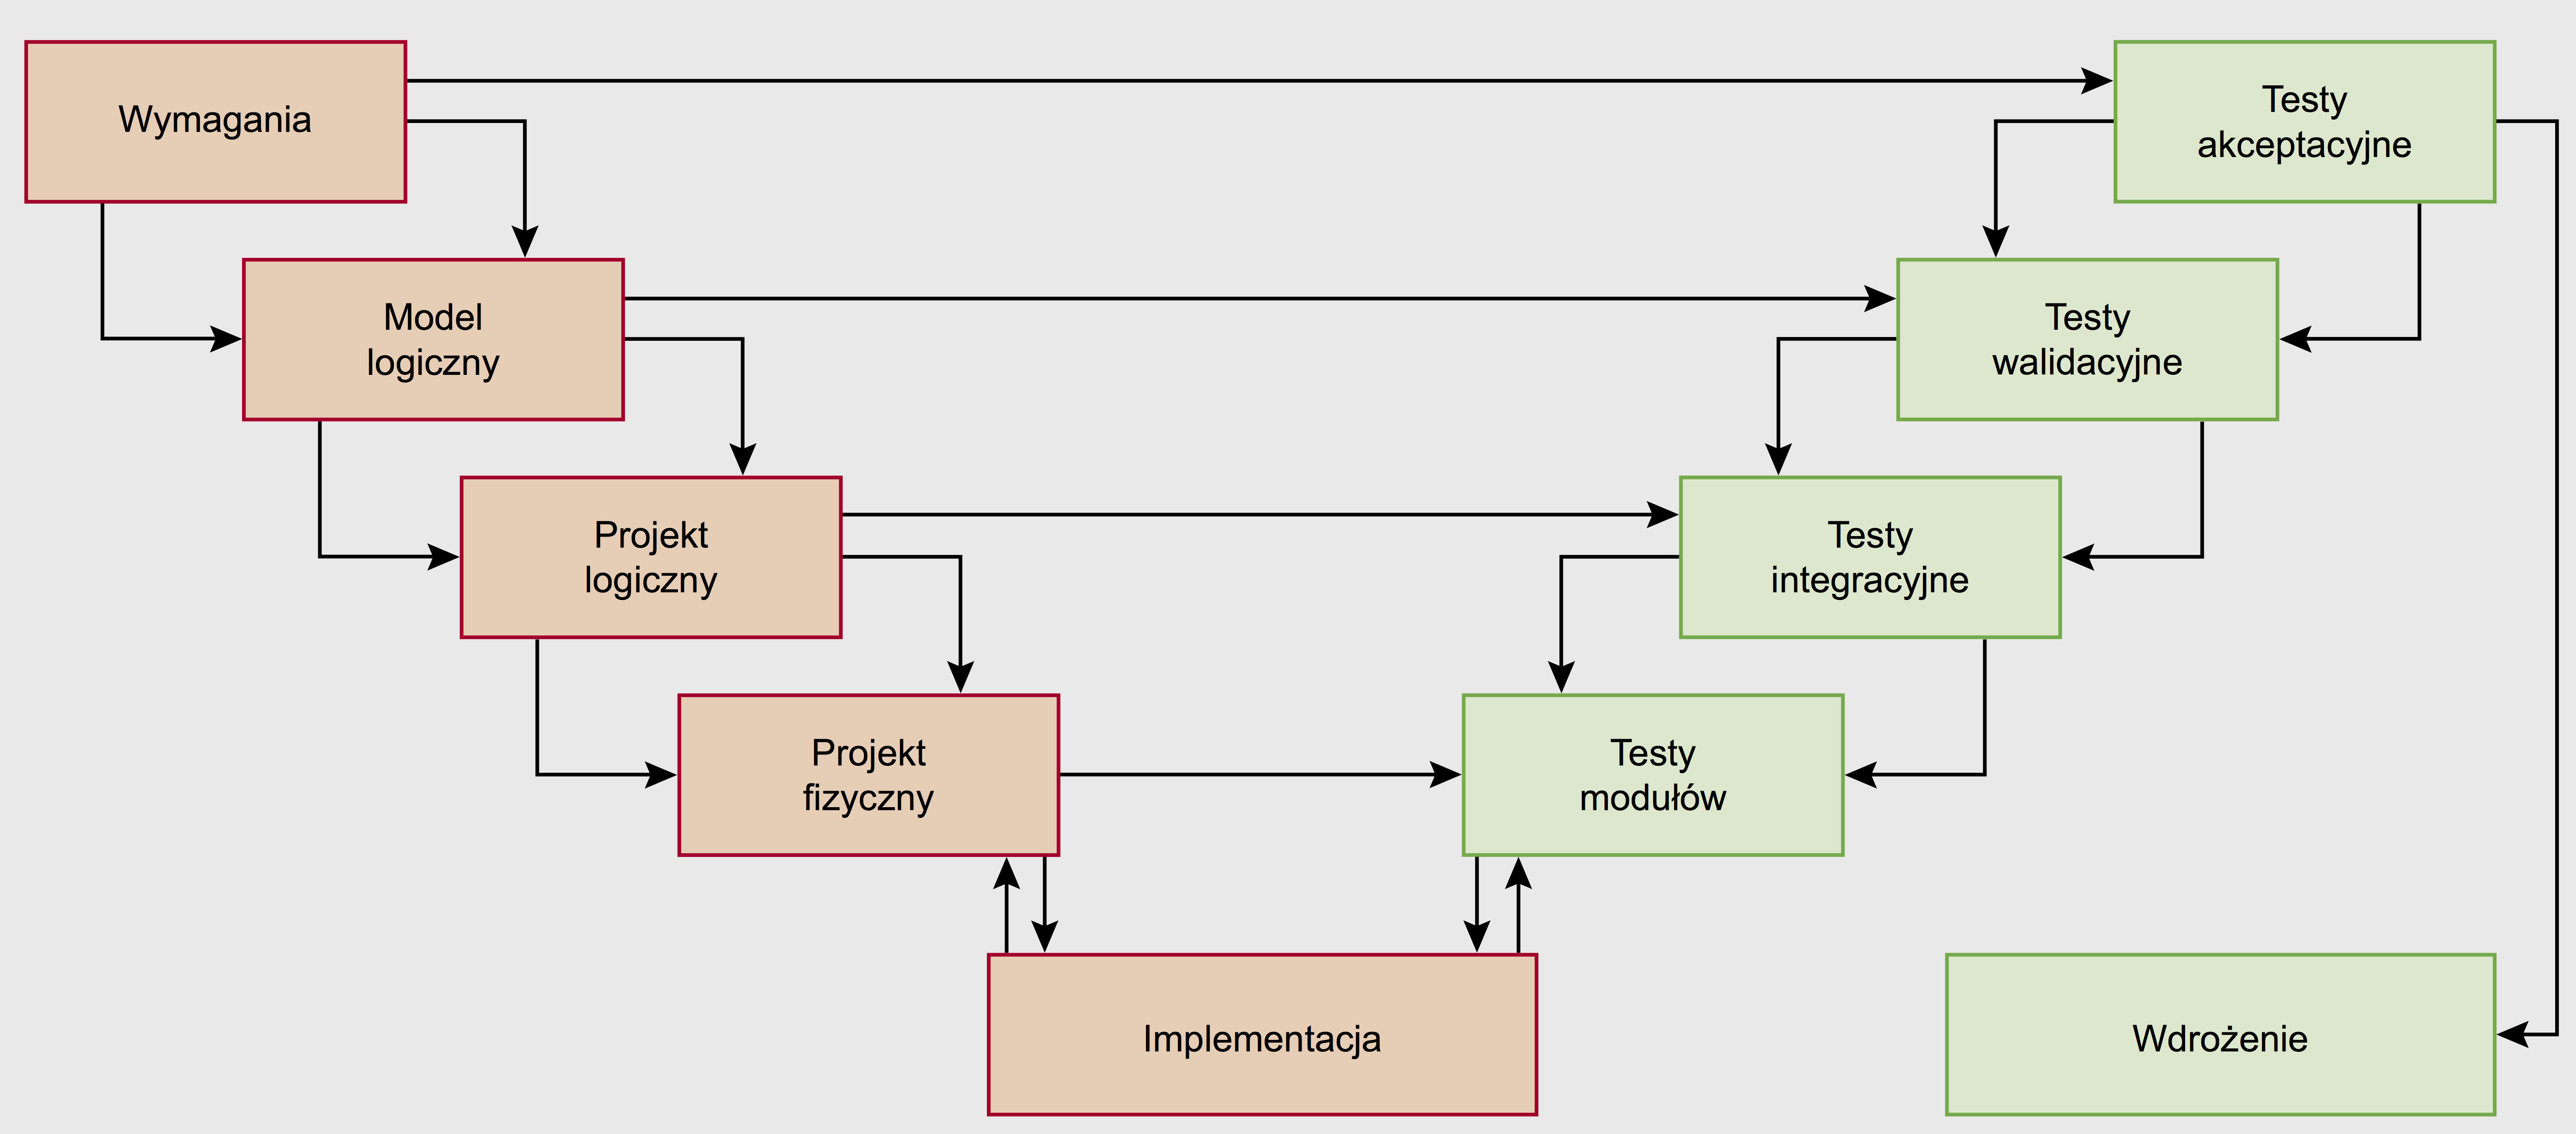 Wymagania
Testy
akceptacyjne
Model
logiczny
Testy
walidacyjne
Projekt
logiczny
Testy
integracyjne
Projekt
fizyczny
Testy
modułów
Implementacja
Wdrożenie